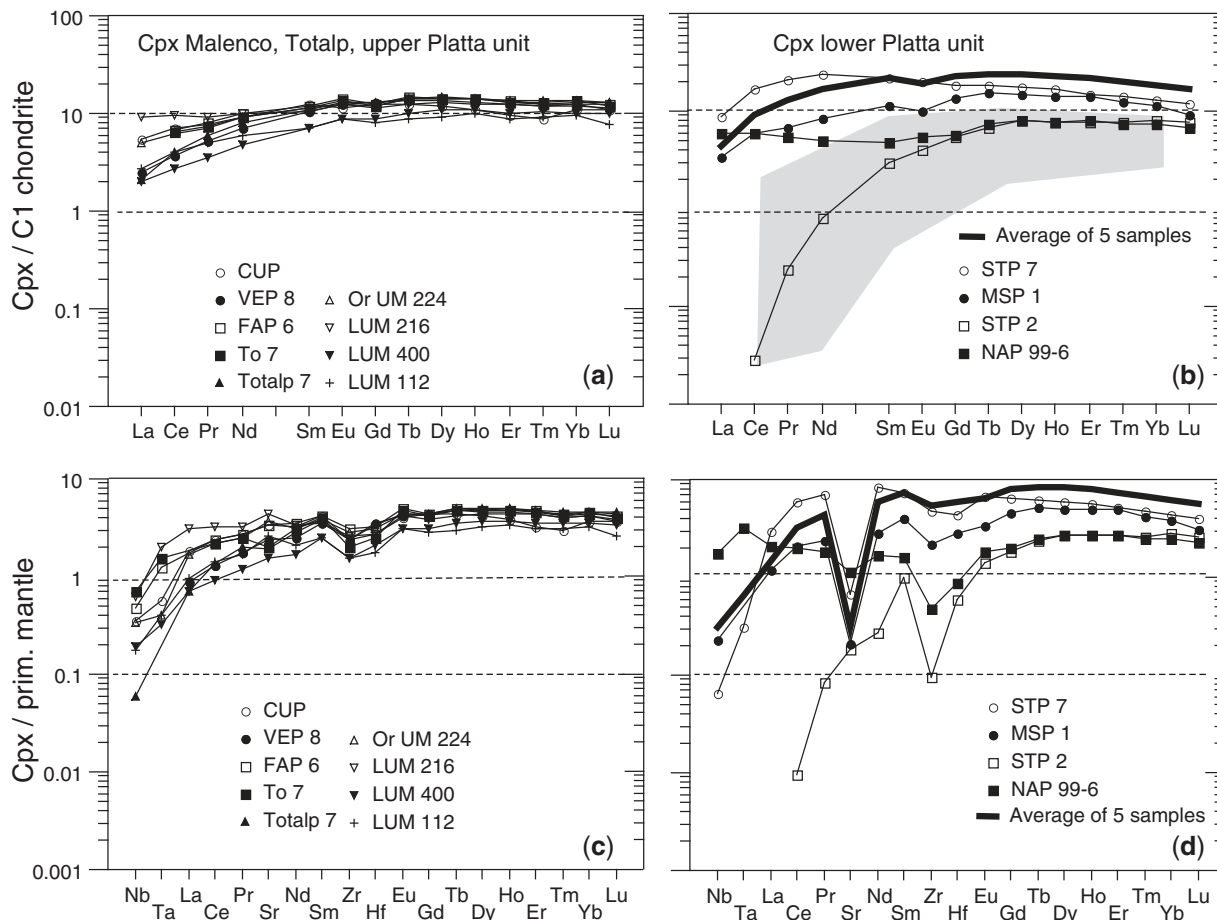 100
10
1
0.1
0.01
Cpx / C1 chondrite
Cpx Malenco, Totalp, upper Platta unit
CUP
VEP 8
FAP 6
To 7
Totalp 7
Or UM 224
LUM 216
LUM 400
LUM 112
(a)
La Ce Pr Nd Sm Eu Gd Tb Dy Ho Er Tm Yb Lu
Cpx lower Platta unit
Average of 5 samples
STP 7
MSP 1
STP 2
NAP 99-6
(b)
La Ce Pr Nd Sm Eu Gd Tb Dy Ho Er Tm Yb Lu
10
1
0.1
0.01
0.001
Cpx / prim. mantle
CUP
VEP 8
FAP 6
To 7
Totalp 7
Or UM 224
LUM 216
LUM 400
LUM 112
(c)
Nb La Pr Nd Zr Eu Tb Ho Tm Lu
Ta Ce Sr Sm Hf Gd Dy Er Yb
STP 7
MSP 1
STP 2
NAP 99-6
Average of 5 samples
(d)
Nb La Pr Nd Zr Eu Tb Ho Tm Lu
Ta Ce Sr Sm Hf Gd Dy Er Yb